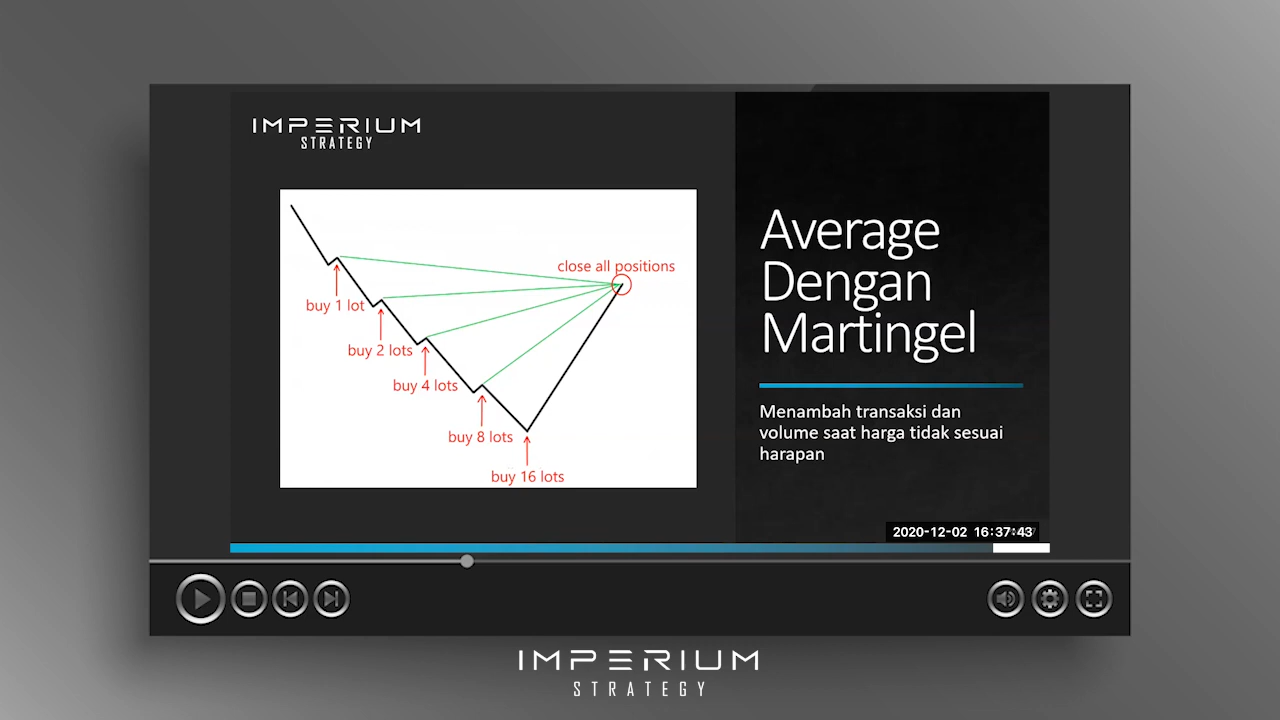 IMPERIUM
STRATEGY
close all positions
buy 1 lot
buy 2 lots
buy 4 lots
buy 8 lots
buy 16 lots
Average
Dengan
Martingel
Menambah transaksi dan
volume saat harga tidak sesuai
harapan
2020-12-02 16:37:43
IMPERIUM
STRATEGY